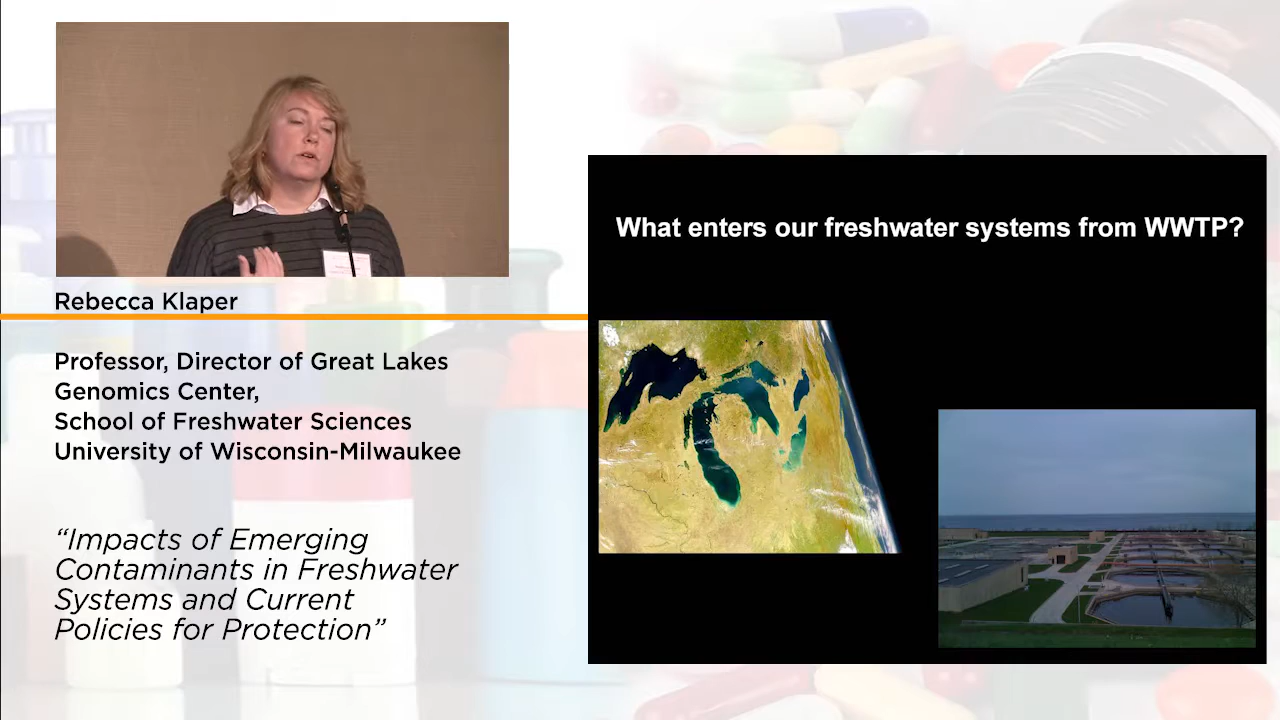 Rebecca Klaper
Professor, Director of Great Lakes
Genomics Center,
School of Freshwater Sciences
University of Wisconsin-Milwaukee
“Impacts of Emerging
Contaminants in Freshwater
Systems and Current
Policies for Protection”
What enters our freshwater systems from WWTP?